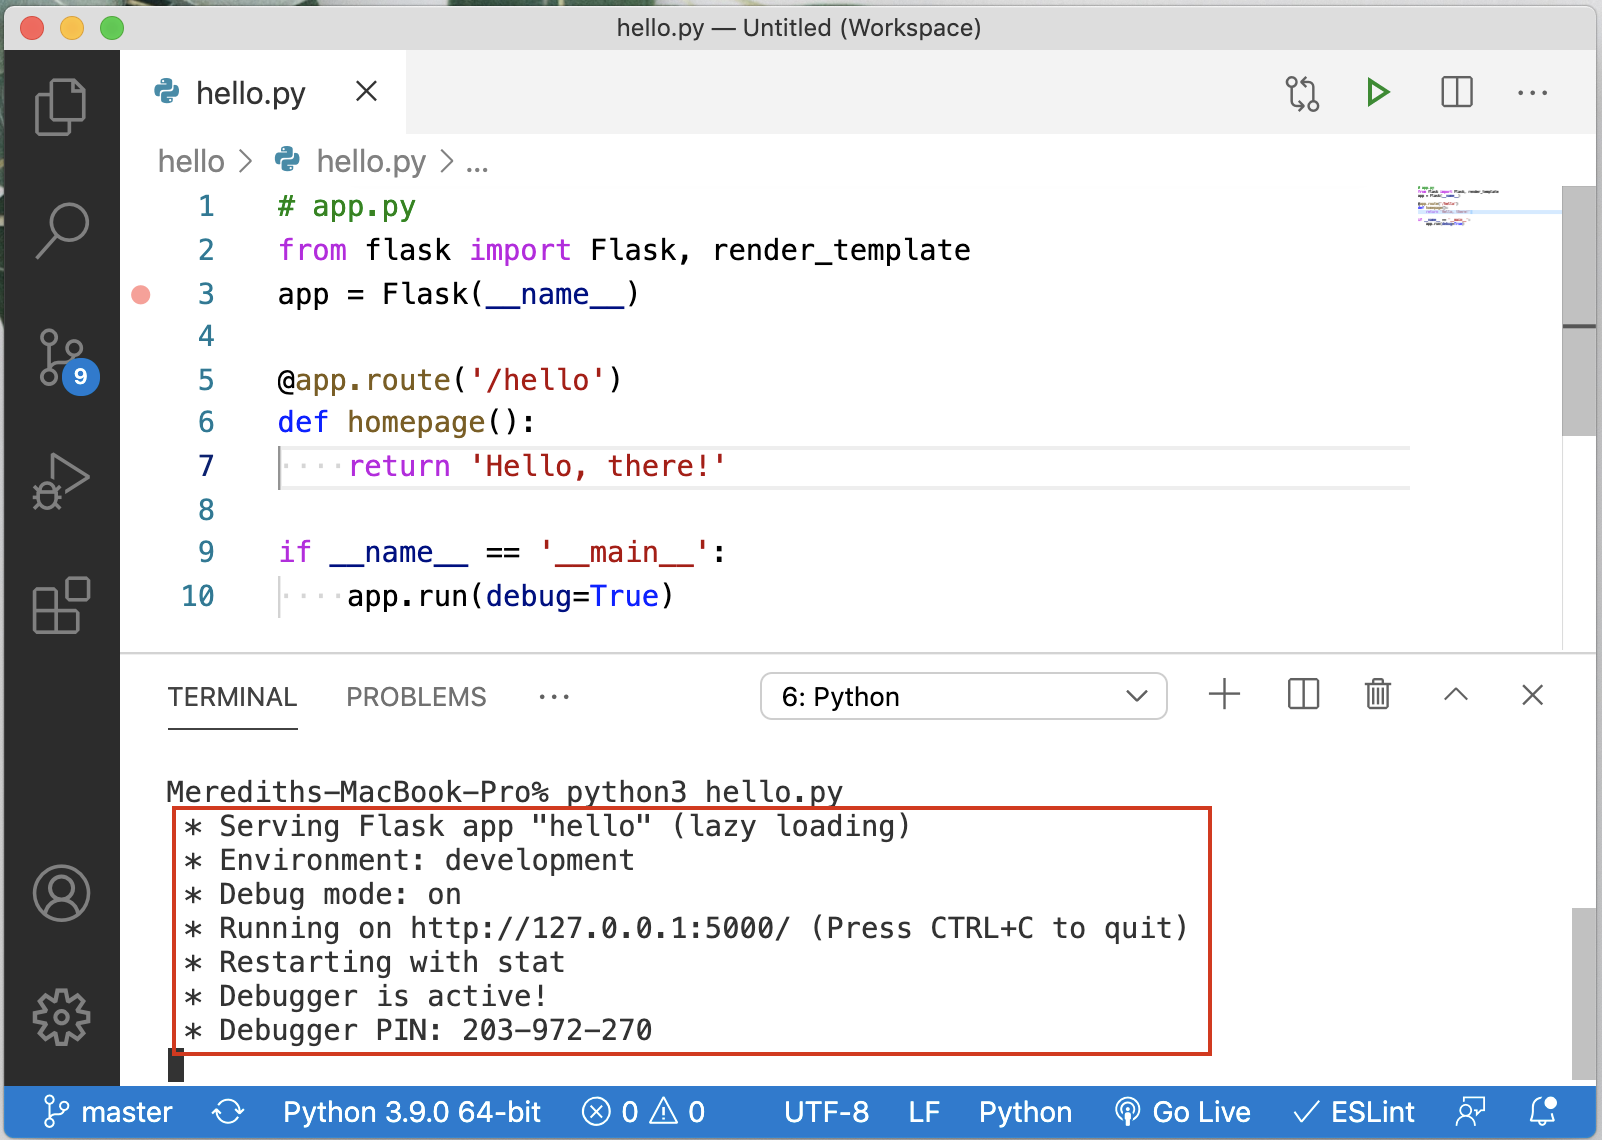 hello.py — Untitled (Workspace)
hello.py
hello > hello.py > ...
1 # app.py
2 from flask import Flask, render_template
3 app = Flask(__name__)
4
5 @app.route('/hello')
6 def homepage():
7 ····return 'Hello, there!'
8
9 if __name__ == '__main__':
10 ····app.run(debug=True)
9
TERMINAL PROBLEMS ··· 6: Python
Merediths-MacBook-Pro% python3 hello.py
* Serving Flask app "hello" (lazy loading)
* Environment: development
* Debug mode: on
* Running on http://127.0.0.1:5000/ (Press CTRL+C to quit)
* Restarting with stat
* Debugger is active!
* Debugger PIN: 203-972-270
master Python 3.9.0 64-bit 0 0 UTF-8 LF Python Go Live ESLint